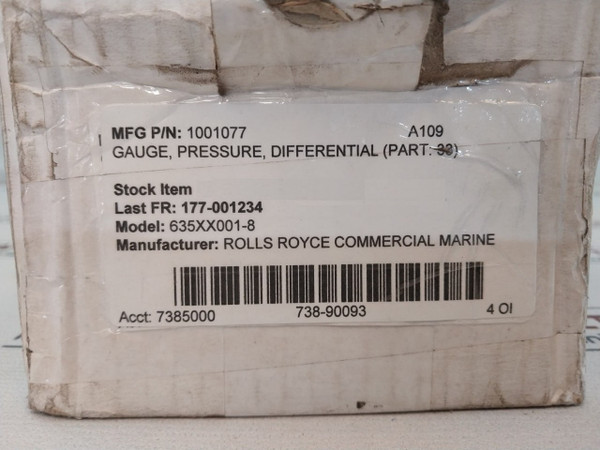 MFG P/N: 1001077 A109
GAUGE, PRESSURE, DIFFERENTIAL (PART: 33)
Stock Item
Last FR: 177-001234
Model: 635XX001-8
Manufacturer: ROLLS ROYCE COMMERCIAL MARINE
Acct: 7385000 738-90093 4 OI